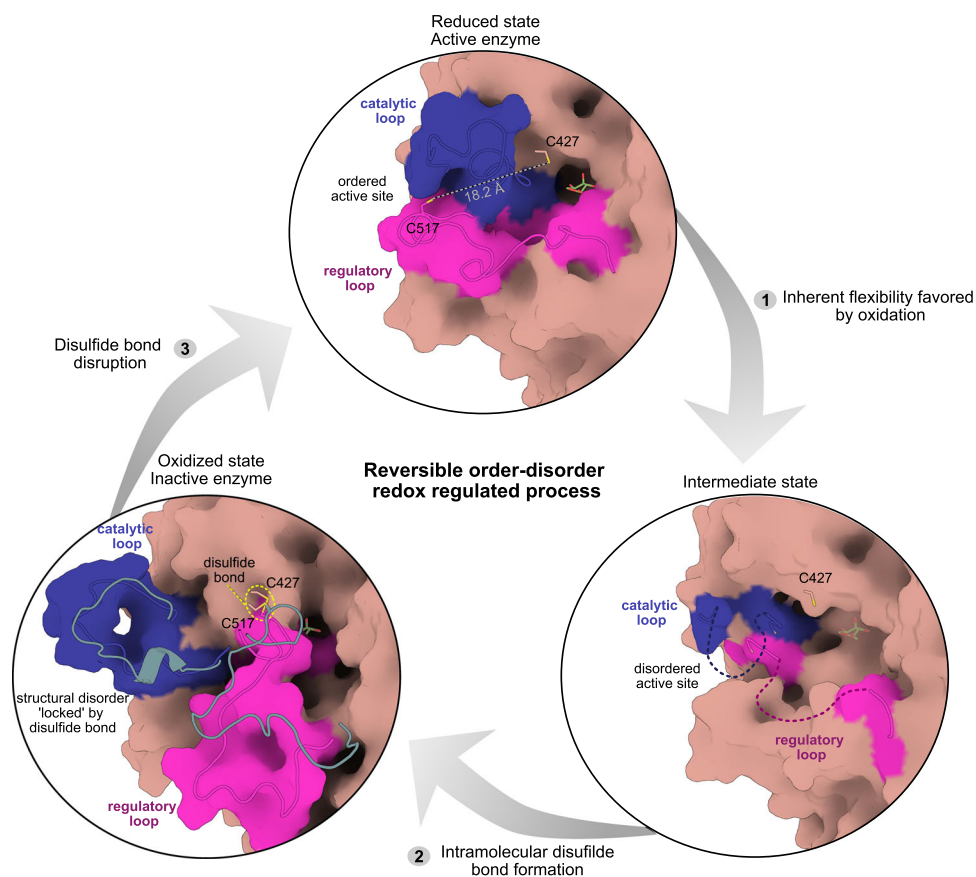 Reduced state
Active enzyme
catalytic
loop
C427
ordered
active site
18.2 Å
C517
regulatory
loop
1 Inherent flexibility favored
by oxidation
Disulfide bond
disruption 3
Reversible order-disorder
redox regulated process
Oxidized state
Inactive enzyme
catalytic
loop
disulfide
bond
C427
C517
structural disorder
'locked' by
disulfide bond
regulatory
loop
Intermediate state
C427
catalytic
loop
disordered
active site
regulatory
loop
2 Intramolecular disufilde
bond formation